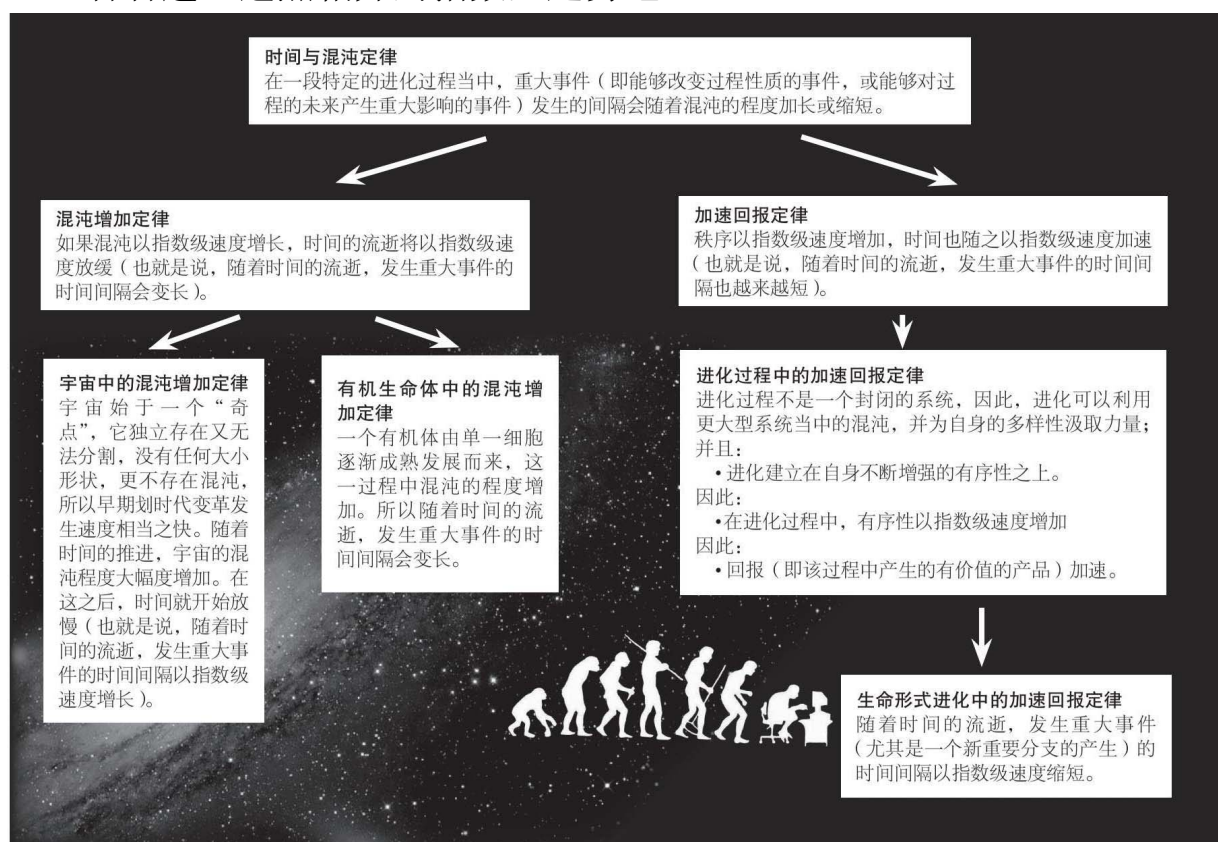 时间与混沌定律
在一段特定的进化过程当中，重大事件（即能够改变过程性质的事件，或能够对过
程的未来产生重大影响的事件）发生的间隔会随着混沌的程度加长或缩短。
混沌增加定律
如果混沌以指数级速度增长，时间的流逝将以指数级速
度放缓（也就是说，随着时间的流逝，发生重大事件的
时间间隔会变长）。
加速回报定律
秩序以指数级速度增加，时间也随之以指数级速度加速
（也就是说，随着时间的流逝，发生重大事件的时间间
隔也越来越短）。
宇宙中的混沌增加定律
宇宙始于一个“奇
点”，它独立存在又无
法分割，没有任何大小
形状，更不存在混沌，
所以早期划时代变革发
生速度相当之快。随着
时间的推进，宇宙的混
沌程度大幅度增加。在
这之后，时间就开始放
慢（也就是说，随着时
间的流逝，发生重大事
件的时间间隔以指数级
速度增长）。
有机生命体中的混沌增
加定律
一个有机体由单一细胞
逐渐成熟发展而来，这
一过程中混沌的程度增
加。所以随着时间的流
逝，发生重大事件的时
间间隔会变长。
进化过程中的加速回报定律
进化过程不是一个封闭的系统，因此，进化可以利用
更大型系统当中的混沌，并为自身的多样性汲取力量；
并且：
•进化建立在自身不断增强的有序性之上。
因此：
•在进化过程中，有序性以指数级速度增加
因此：
•回报（即该过程中产生的有价值的产品）加速。
生命形式进化中的加速回报定律
随着时间的流逝，发生重大事件
（尤其是一个新重要分支的产生）的
时间间隔以指数级速度缩短。